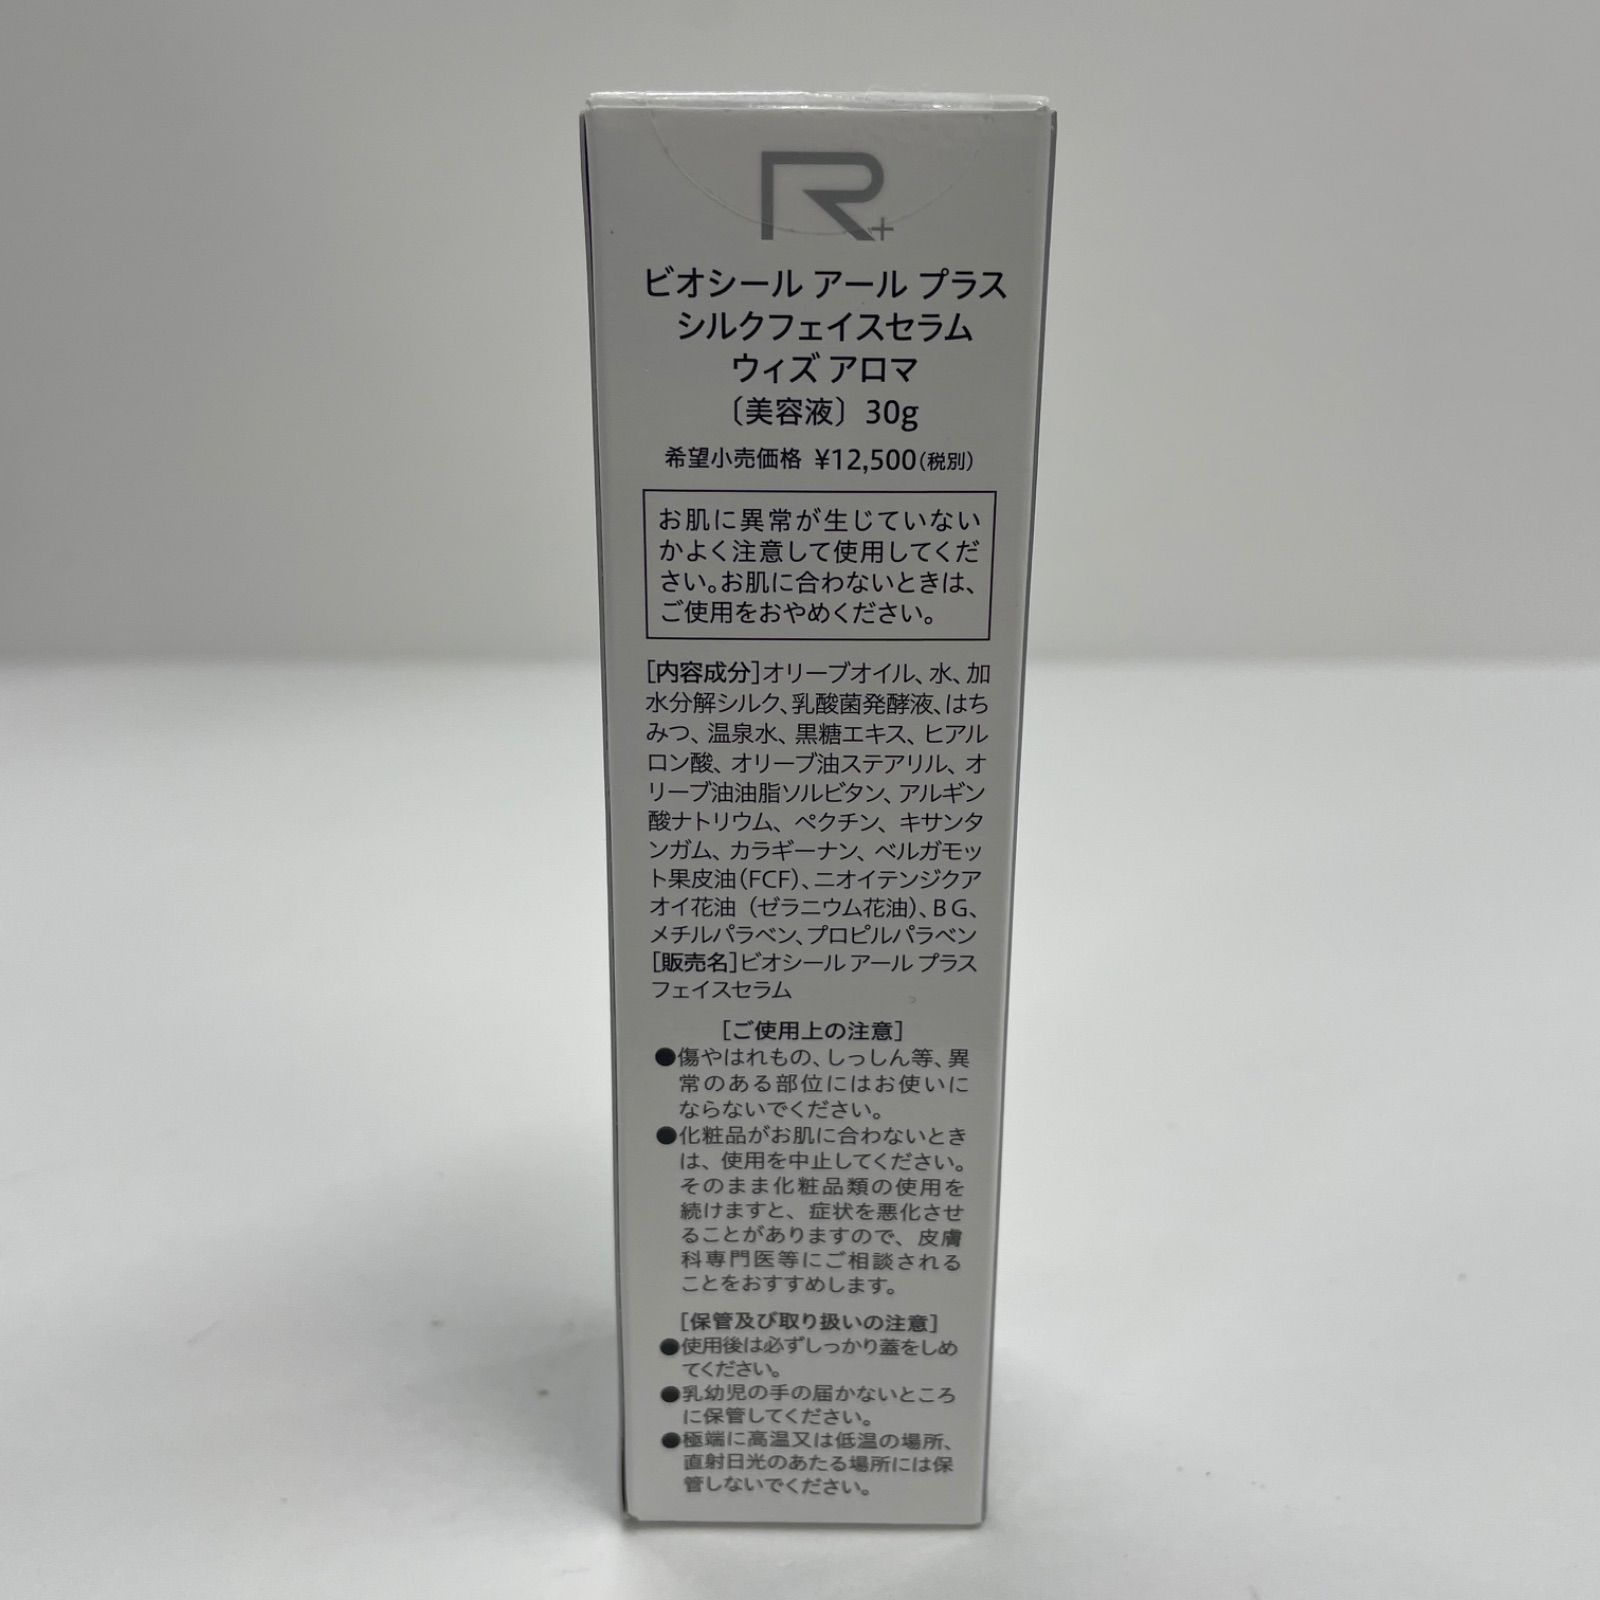 R+
ビオシール アール プラス
シルクフェイスセラム
ウィズ アロマ
〔美容液〕 30g
希望小売価格 ¥12,500(税別)
お肌に異常が生じていない
かよく注意して使用してくだ
さい。お肌に合わないときは、
ご使用をおやめください。
[内容成分]オリーブオイル、水、加
水分解シルク、乳酸菌発酵液、はち
みつ、温泉水、黒糖エキス、ヒアル
ロン酸、オリーブ油ステアリル、オ
リーブ油油脂ソルビタン、アルギン
酸ナトリウム、ペクチン、キサンタ
ンガム、カラギーナン、ベルガモッ
ト果皮油(FCF)、ニオイテンジクア
オイ花油(ゼラニウム花油)、BG、
メチルパラベン、プロピルパラベン
[販売名]ビオシール アール プラス
フェイスセラム
[ご使用上の注意]
●傷やはれもの、しっしん等、異
常のある部位にはお使いに
ならないでください。
●化粧品がお肌に合わないとき
は、使用を中止してください。
そのまま化粧品類の使用を
続けますと、症状を悪化させ
ることがありますので、皮膚
科専門医等にご相談される
ことをおすすめします。
[保管及び取り扱いの注意]
●使用後は必ずしっかり蓋をしめ
てください。
●乳幼児の手の届かないところ
に保管してください。
●極端に高温又は低温の場所、
直射日光のあたる場所には保
管しないでください。